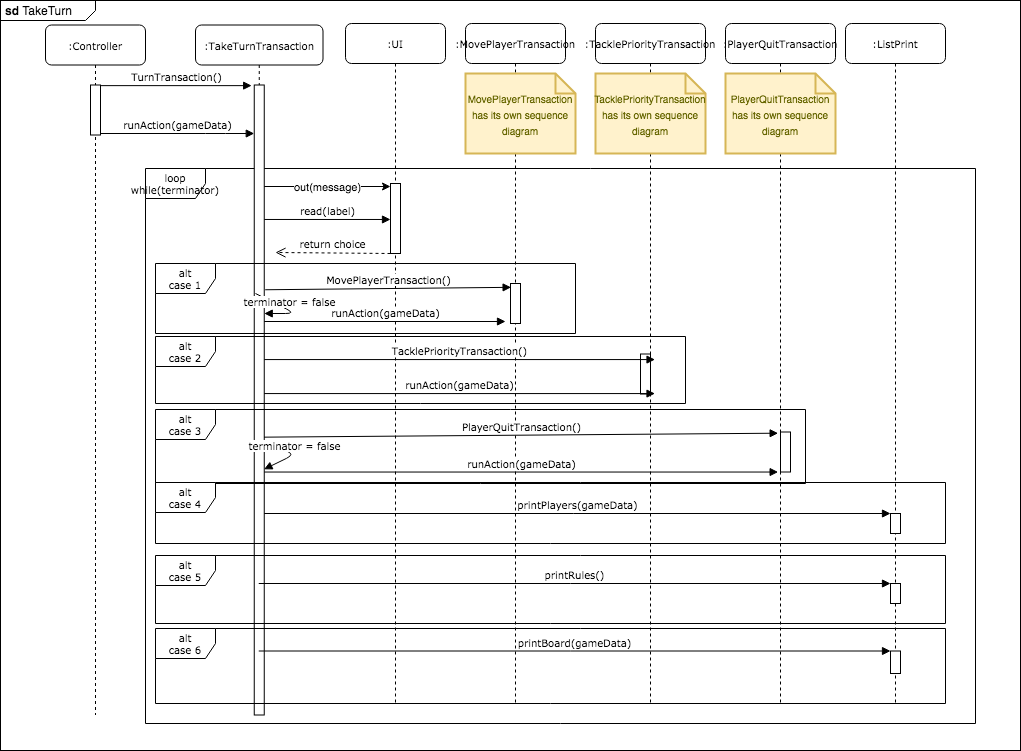 sd TakeTurn
:Controller
:TakeTurnTransaction
:UI
:MovePlayerTransaction
:TacklePriorityTransaction
:PlayerQuitTransaction
:ListPrint
MovePlayerTransaction
has its own sequence
diagram
TacklePriorityTransaction
has its own sequence
diagram
PlayerQuitTransaction
has its own sequence
diagram
TurnTransaction()
runAction(gameData)
loop
while(terminator)
out(message)
read(label)
return choice
alt
case 1
MovePlayerTransaction()
terminator = false
runAction(gameData)
alt
case 2
TacklePriorityTransaction()
runAction(gameData)
alt
case 3
PlayerQuitTransaction()
terminator = false
runAction(gameData)
alt
case 4
printPlayers(gameData)
alt
case 5
printRules()
alt
case 6
printBoard(gameData)